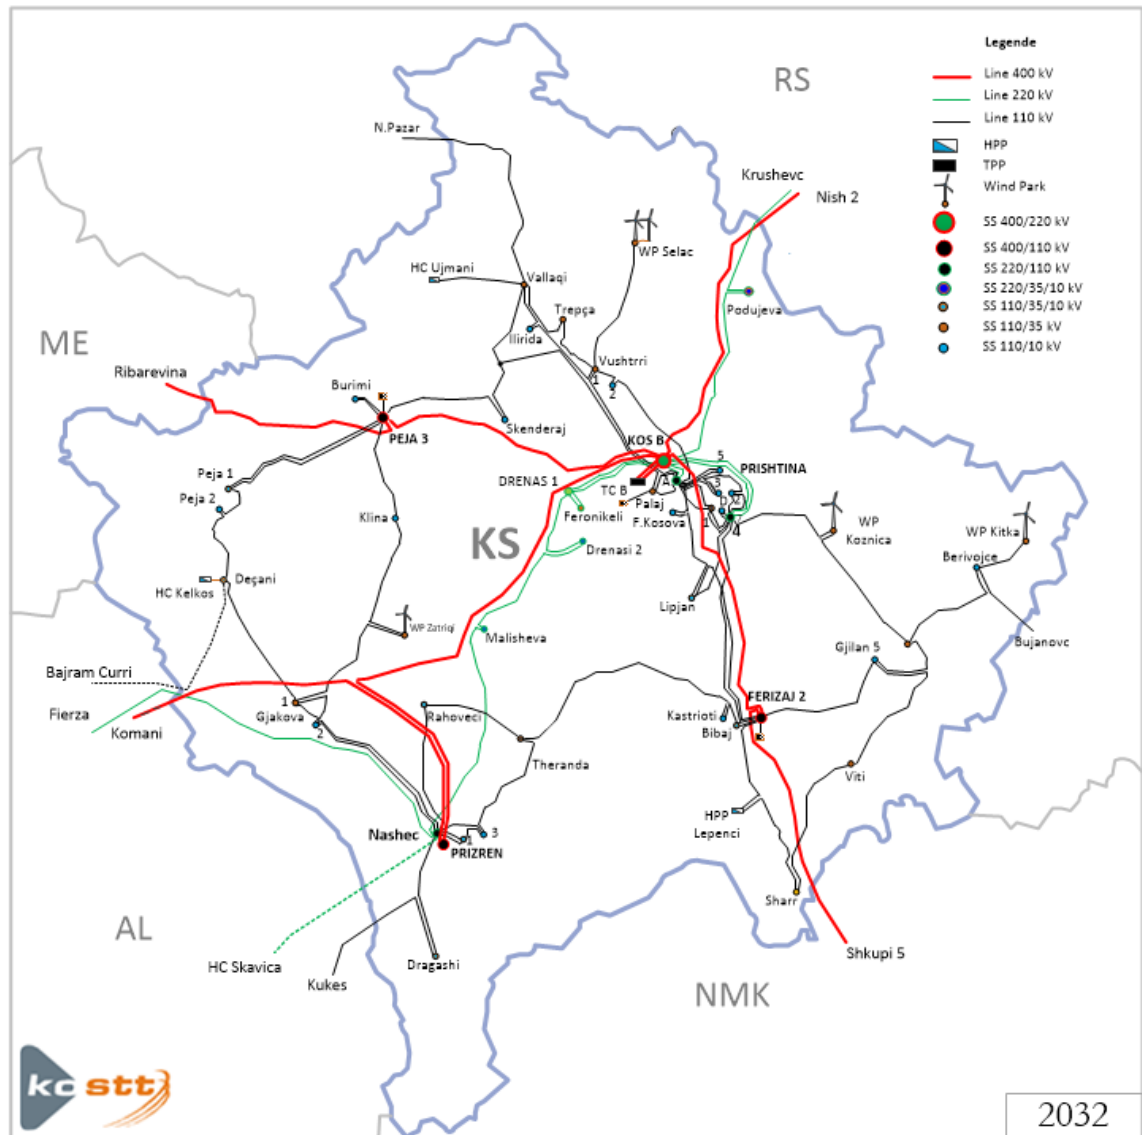 Legende
Line 400 kV
Line 220 kV
Line 110 kV
HPP
TPP
Wind Park
SS 400/220 kV
SS 400/110 kV
SS 220/110 kV
SS 220/35/10 kV
SS 110/35/10 kV
SS 110/35 kV
SS 110/10 kV
RS
N.Pazar
Krushevc
Nish 2
WP Selac
HC Ujmani
Vallaqi
Podujeva
Trepça
Ilirida
ME
Ribarevina
Vushtrri
1
2
Burimi
PEJA 3
Skenderaj
KOS B
5
PRISHTINA
Peja 1
DRENAS 1
TC B
A
3
Palaj
D
2
Peja 2
Klina
Feronikeli
F.Kosova
1
4
WP
Koznica
WP Kitka
KS
Drenasi 2
Berivojce
HC Kelkos
Deçani
Lipjan
WP Zatriqi
Malisheva
Bujanovc
Gjilan 5
Bajram Curri
Fierza
Komani
1
Gjakova
2
Rahoveci
FERIZAJ 2
Kastrioti
Bibaj
Theranda
Viti
HPP
Lepenci
Nashec
1
3
PRIZREN
Sharr
AL
HC Skavica
Kukes
Dragashi
Shkupi 5
NMK
kostt
2032